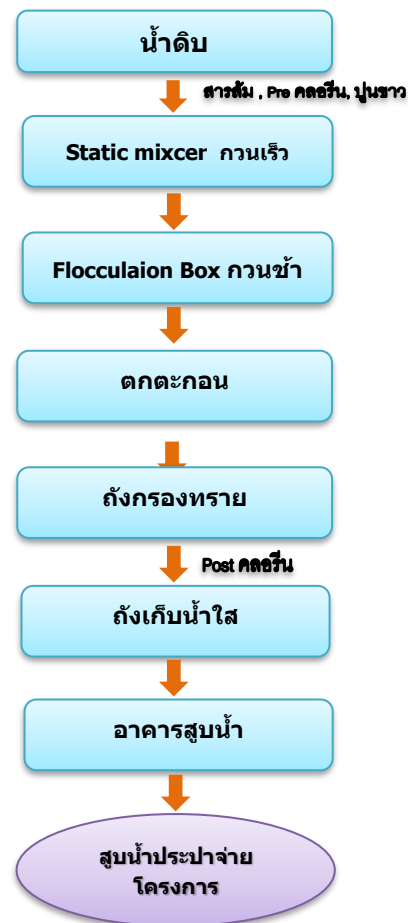 น้ำดิบ
สารส้ม , Pre คลอรีน, ปูนขาว
Static mixcer กวนเร็ว
Flocculaion Box กวนช้า
ตกตะกอน
ถังกรองทราย
Post คลอรีน
ถังเก็บน้ำใส
อาคารสูบน้ำ
สูบน้ำประปาจ่าย
โครงการ